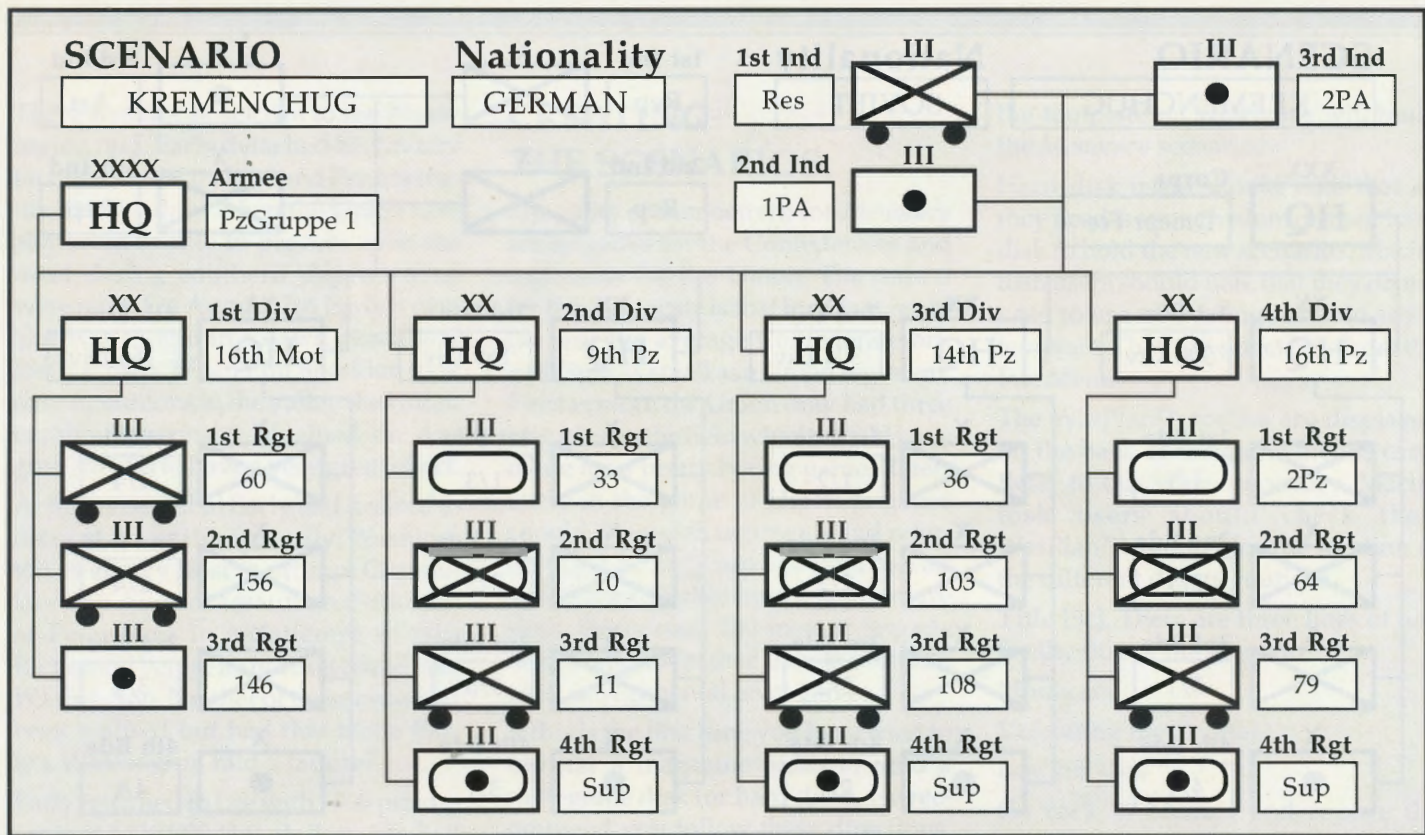 SCENARIO
KREMENCHUG
Nationality
GERMAN
1st Ind
Res
III
III
3rd Ind
2PA
2nd Ind
1PA
III
XXXX
HQ
Armee
PzGruppe 1
XX
HQ
1st Div
16th Mot
III
1st Rgt
60
III
2nd Rgt
156
III
3rd Rgt
146
XX
HQ
2nd Div
9th Pz
III
1st Rgt
33
III
2nd Rgt
10
III
3rd Rgt
11
III
4th Rgt
Sup
XX
HQ
3rd Div
14th Pz
III
1st Rgt
36
III
2nd Rgt
103
III
3rd Rgt
108
III
4th Rgt
Sup
XX
HQ
4th Div
16th Pz
III
1st Rgt
2Pz
III
2nd Rgt
64
III
3rd Rgt
79
III
4th Rgt
Sup